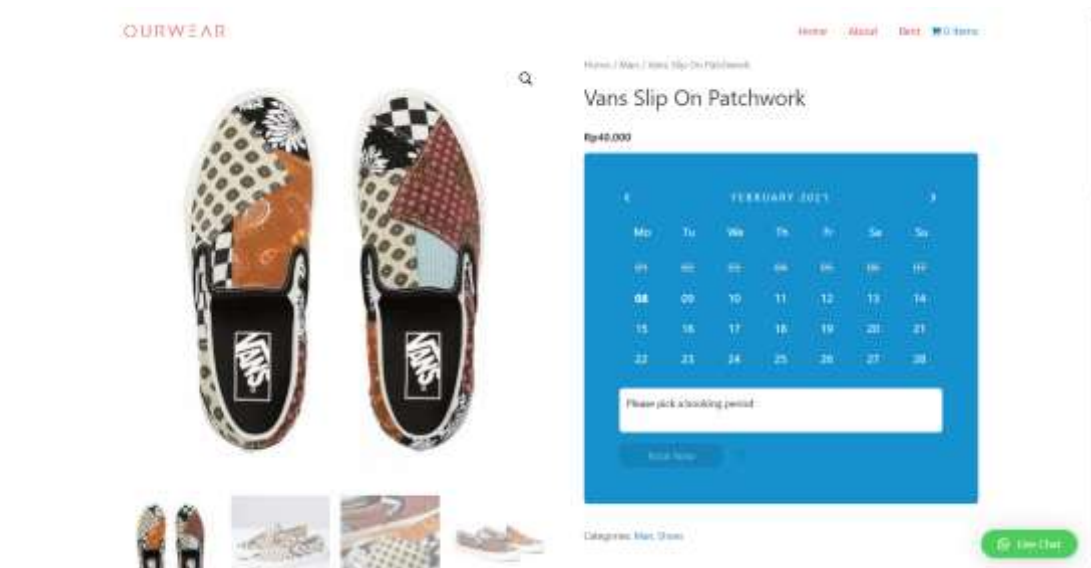 OURWEAR
Home About Rent 0 Items
Home / Man / Vans Slip On Patchwork
Vans Slip On Patchwork
Rp40.000
FEBRUARY 2021
Mo Tu We Th Fr Sa Su
01 02 03 04 05 06 07
08 09 10 11 12 13 14
15 16 17 18 19 20 21
22 23 24 25 26 27 28
Please pick a booking period
Book Now
Categories: Man, Shoes
VANS
VANS
Live Chat